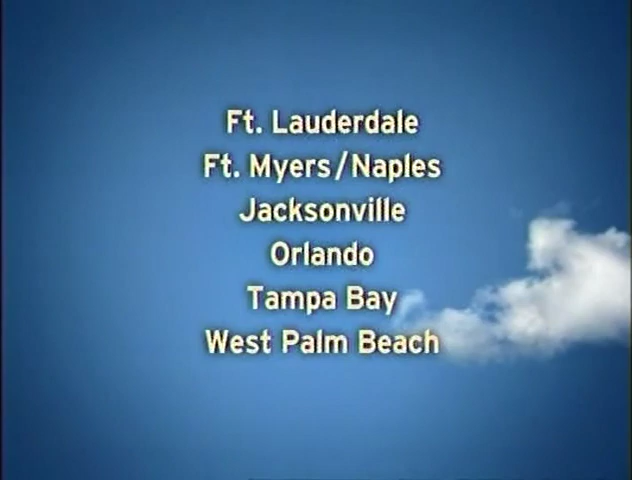 Ft. Lauderdale
Ft. Myers/Naples
Jacksonville
Orlando
Tampa Bay
West Palm Beach